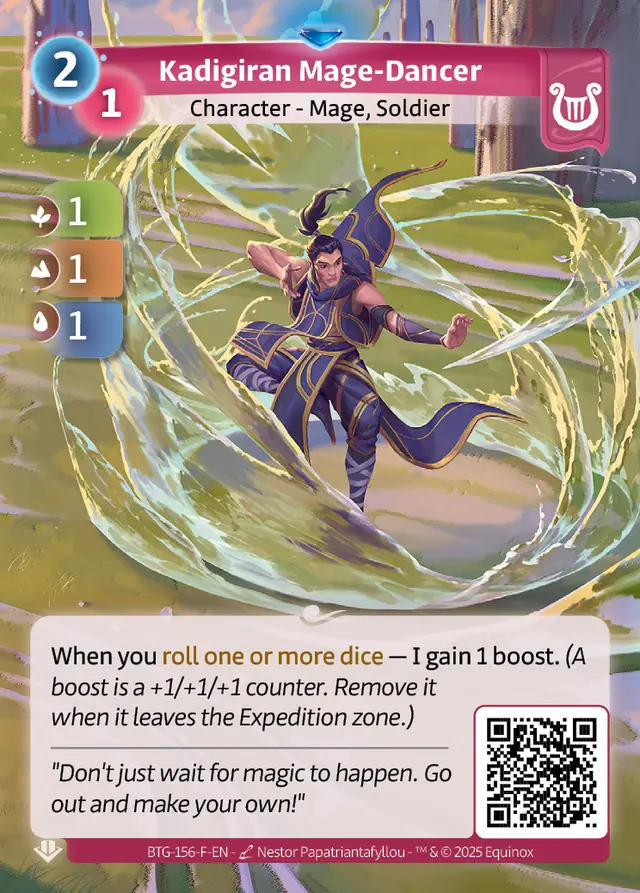 2
Kadigiran Mage-Dancer
1
Character - Mage, Soldier
1
1
1
When you roll one or more dice — I gain 1 boost. (A
boost is a +1/+1/+1 counter. Remove it
when it leaves the Expedition zone.)
"Don't just wait for magic to happen. Go
out and make your own!"
BTG-156-F-EN - Nestor Papatriantafyllou - ™ & © 2025 Equinox